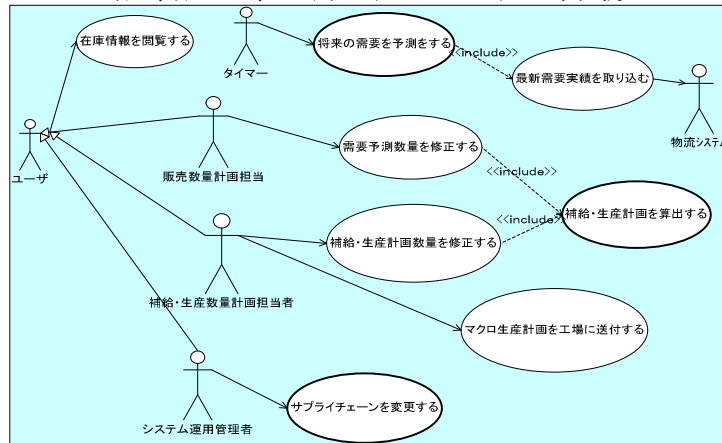 在庫情報を閲覧する
タイマー
将来の需要を予測をする
<<include>>
最新需要実績を取り込む
物流システム
ユーザ
販売数量計画担当
需要予測数量を修正する
<<include>>
補給・生産計画を算出する
<<include>>
補給・生産計画数量を修正する
補給・生産数量計画担当者
マクロ生産計画を工場に送付する
システム運用管理者
サプライチェーンを変更する